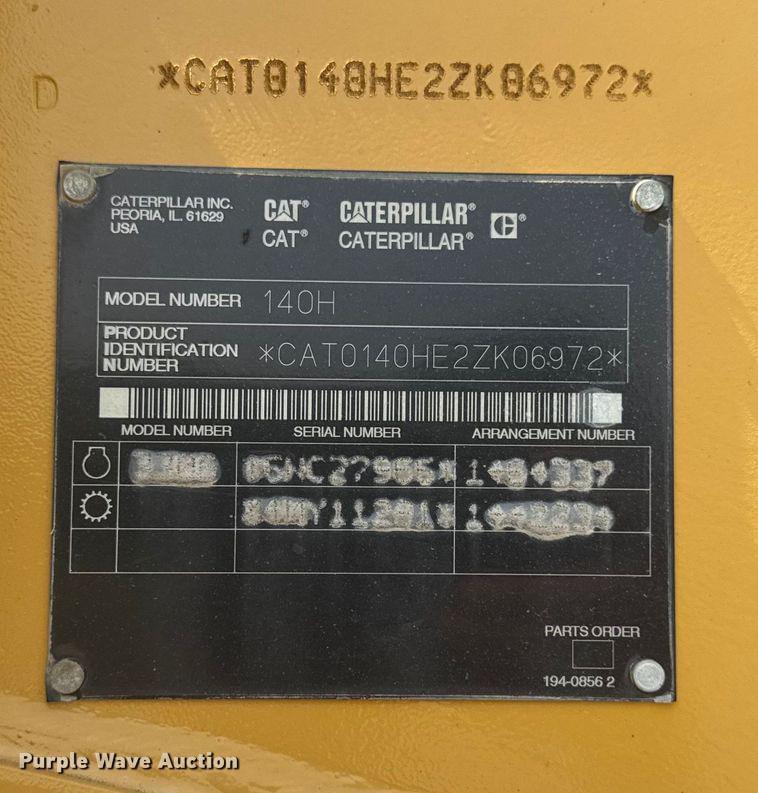 D
*CAT0140HE2ZK06972*
CATERPILLAR INC.
PEORIA, IL. 61629
USA
CAT® CATERPILLAR® ®
CAT® CATERPILLAR®
MODEL NUMBER 140H
PRODUCT
IDENTIFICATION
NUMBER *CAT0140HE2ZK06972*
MODEL NUMBER SERIAL NUMBER ARRANGEMENT NUMBER
PARTS ORDER
194-0856 2
Purple Wave Auction